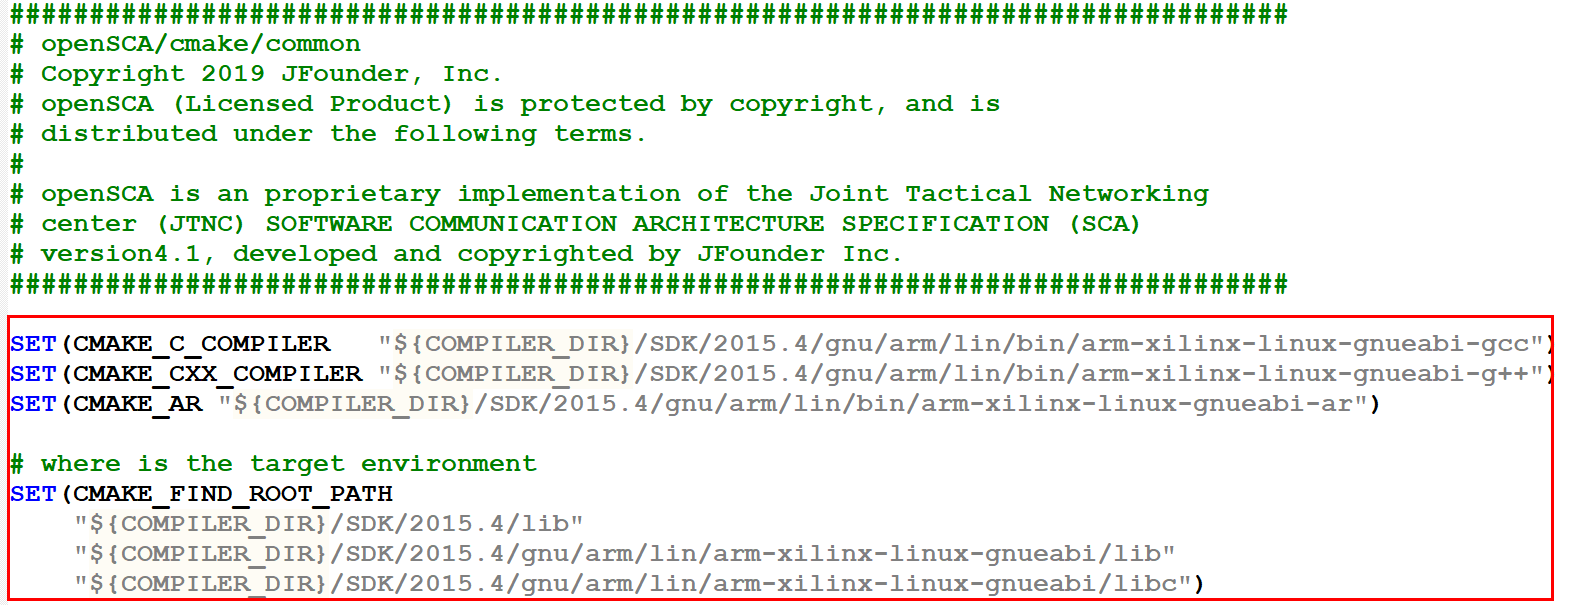 ################################################################################
# openSCA/cmake/common
# Copyright 2019 JFounder, Inc.
# openSCA (Licensed Product) is protected by copyright, and is
# distributed under the following terms.
#
# openSCA is an proprietary implementation of the Joint Tactical Networking
# center (JTNC) SOFTWARE COMMUNICATION ARCHITECTURE SPECIFICATION (SCA)
# version4.1, developed and copyrighted by JFounder Inc.
################################################################################
SET(CMAKE_C_COMPILER   "${COMPILER_DIR}/SDK/2015.4/gnu/arm/lin/bin/arm-xilinx-linux-gnueabi-gcc")
SET(CMAKE_CXX_COMPILER "${COMPILER_DIR}/SDK/2015.4/gnu/arm/lin/bin/arm-xilinx-linux-gnueabi-g++")
SET(CMAKE_AR "${COMPILER_DIR}/SDK/2015.4/gnu/arm/lin/bin/arm-xilinx-linux-gnueabi-ar")
# where is the target environment
SET(CMAKE_FIND_ROOT_PATH
    "${COMPILER_DIR}/SDK/2015.4/lib"
    "${COMPILER_DIR}/SDK/2015.4/gnu/arm/lin/arm-xilinx-linux-gnueabi/lib"
    "${COMPILER_DIR}/SDK/2015.4/gnu/arm/lin/arm-xilinx-linux-gnueabi/libc")